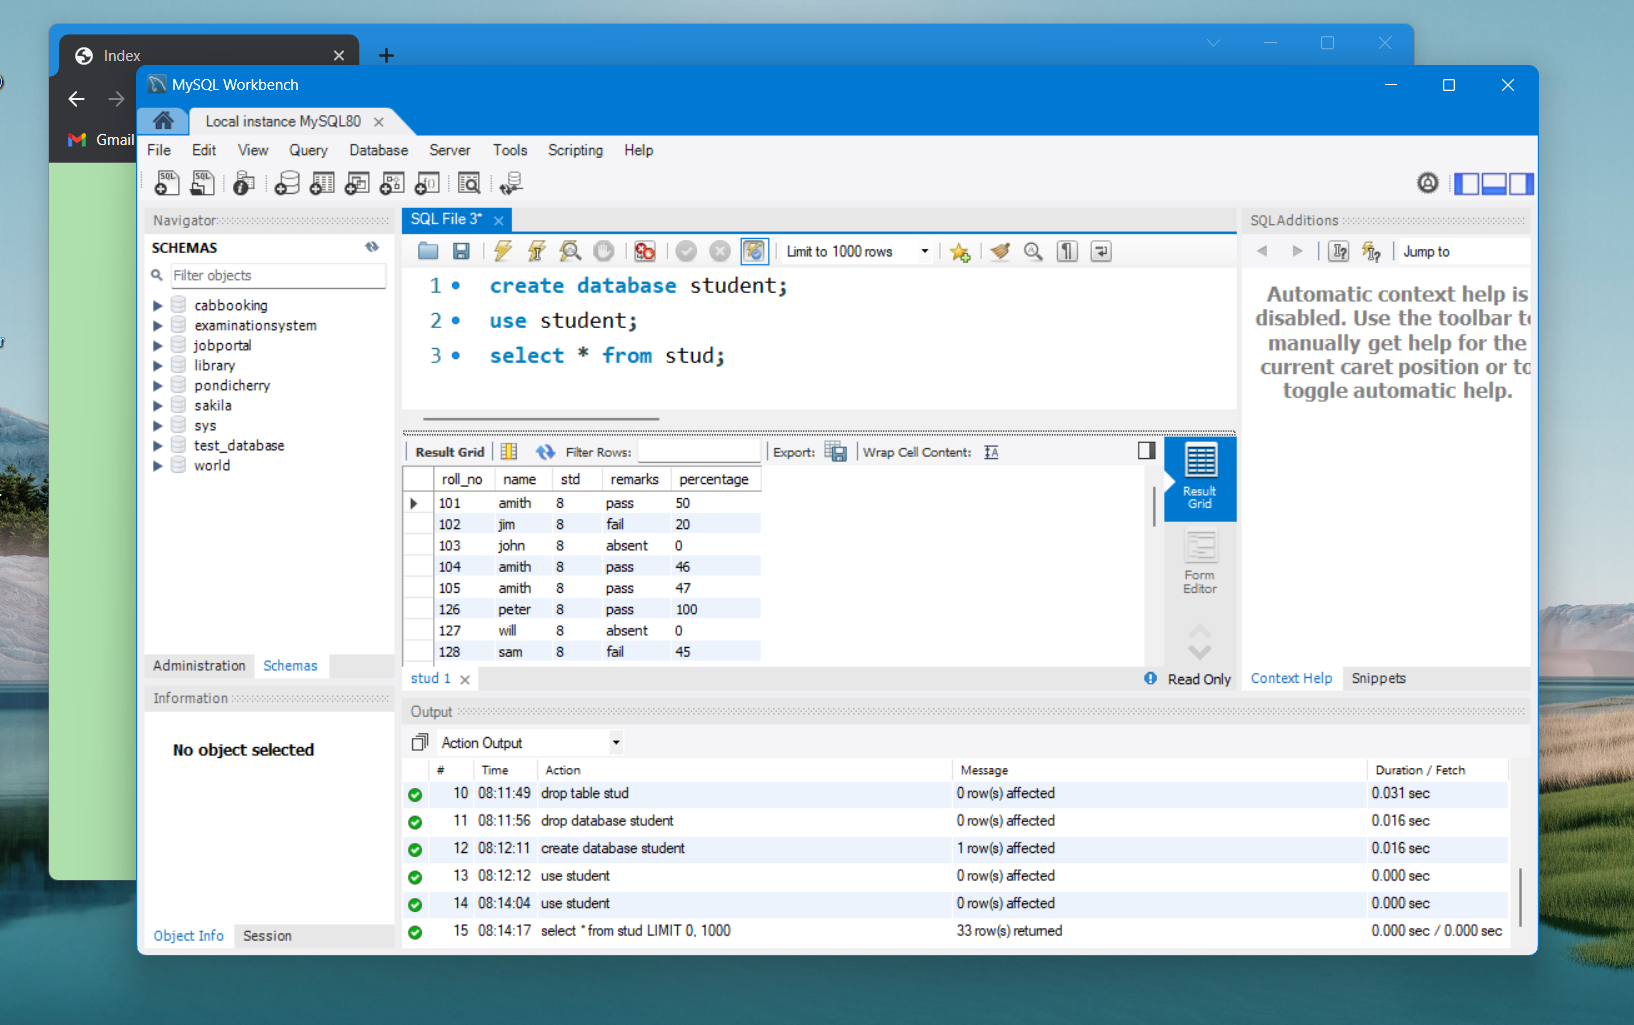 Index
Gmail
MySQL Workbench
Local instance MySQL80
File Edit View Query Database Server Tools Scripting Help
Navigator
SCHEMAS
Filter objects
cabbooking
examinationsystem
jobportal
library
pondicherry
sakila
sys
test_database
world
Administration Schemas
Information
No object selected
Object Info Session
SQL File 3*
Limit to 1000 rows
1 create database student;
2 use student;
3 select * from stud;
Result Grid Filter Rows: Export: Wrap Cell Content:
roll_no name std remarks percentage
101 amith 8 pass 50
102 jim 8 fail 20
103 john 8 absent 0
104 amith 8 pass 46
105 amith 8 pass 47
126 peter 8 pass 100
127 will 8 absent 0
128 sam 8 fail 45
Result
Grid
Form
Editor
stud 1 Read Only
SQLAdditions
Jump to
Automatic context help is
disabled. Use the toolbar to
manually get help for the
current caret position or to
toggle automatic help.
Context Help Snippets
Output
Action Output
# Time Action Message Duration / Fetch
10 08:11:49 drop table stud 0 row(s) affected 0.031 sec
11 08:11:56 drop database student 0 row(s) affected 0.016 sec
12 08:12:11 create database student 1 row(s) affected 0.016 sec
13 08:12:12 use student 0 row(s) affected 0.000 sec
14 08:14:04 use student 0 row(s) affected 0.000 sec
15 08:14:17 select * from stud LIMIT 0, 1000 33 row(s) returned 0.000 sec / 0.000 sec